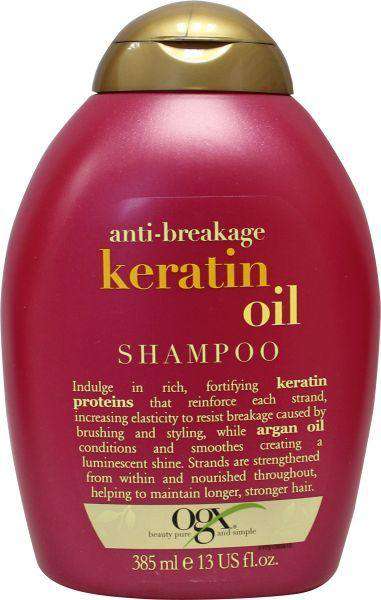 anti-breakage
keratin
oil
SHAMPOO
Indulge in rich, fortifying keratin
proteins that reinforce each strand,
increasing elasticity to resist breakage caused by
brushing and styling, while argan oil
conditions and smoothes creating a
luminescent shine. Strands are strengthened
from within and nourished throughout,
helping to maintain longer, stronger hair.
ogx
beauty pure and simple
385 ml e 13 US fl.oz.